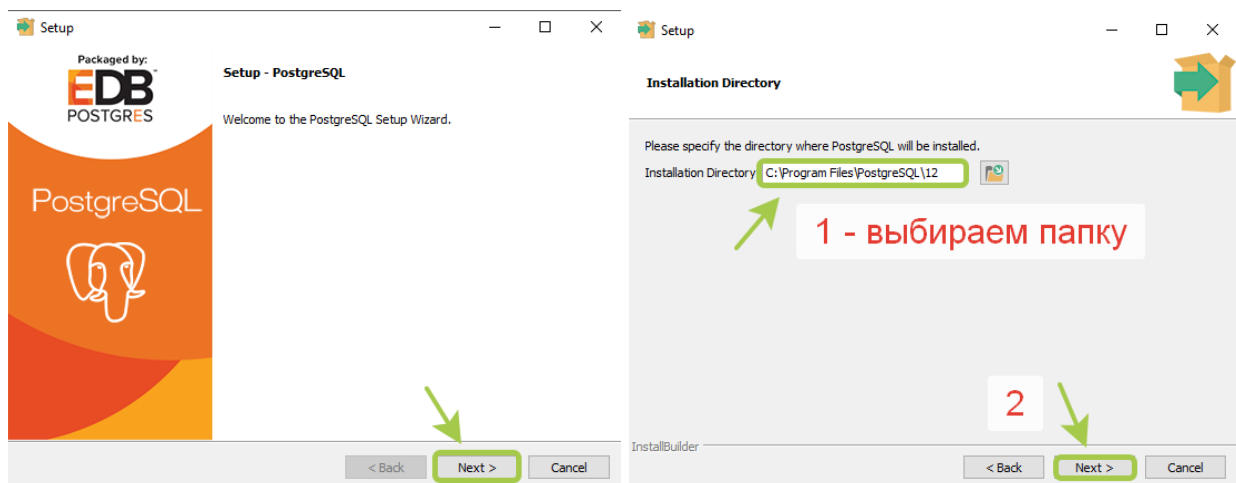 Setup
Packaged by:
EDB
POSTGRES
PostgreSQL
Setup - PostgreSQL
Welcome to the PostgreSQL Setup Wizard.
< Back
Next >
Cancel
Setup
Installation Directory
Please specify the directory where PostgreSQL will be installed.
Installation Directory C:\Program Files\PostgreSQL\12
1 - выбираем папку
2
InstallBuilder
< Back
Next >
Cancel